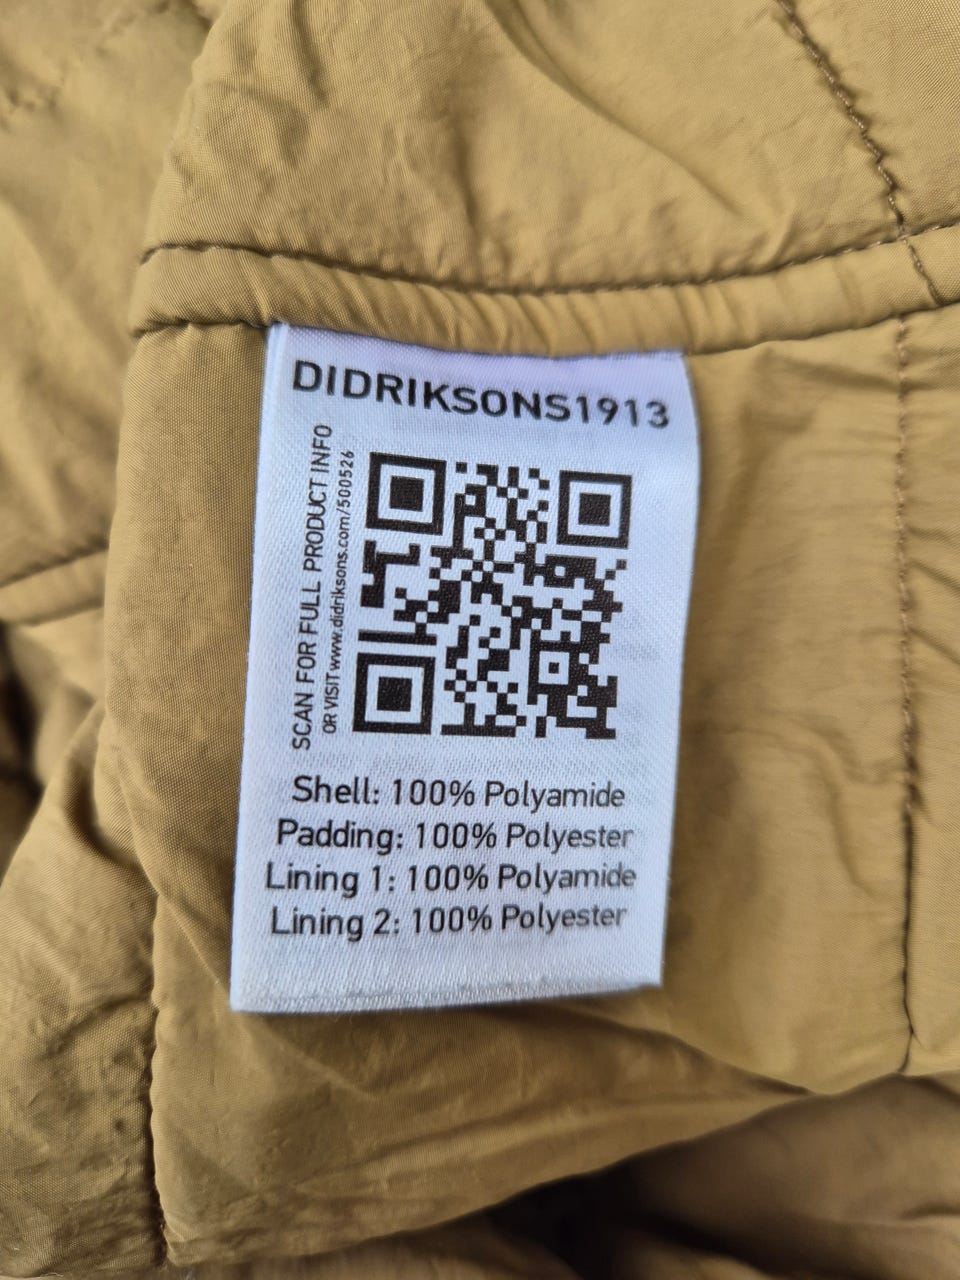 DIDRIKSONS1913
SCAN FOR FULL PRODUCT INFO
OR VISIT www.didriksons.com/500526
Shell: 100% Polyamide
Padding: 100% Polyester
Lining 1: 100% Polyamide
Lining 2: 100% Polyester